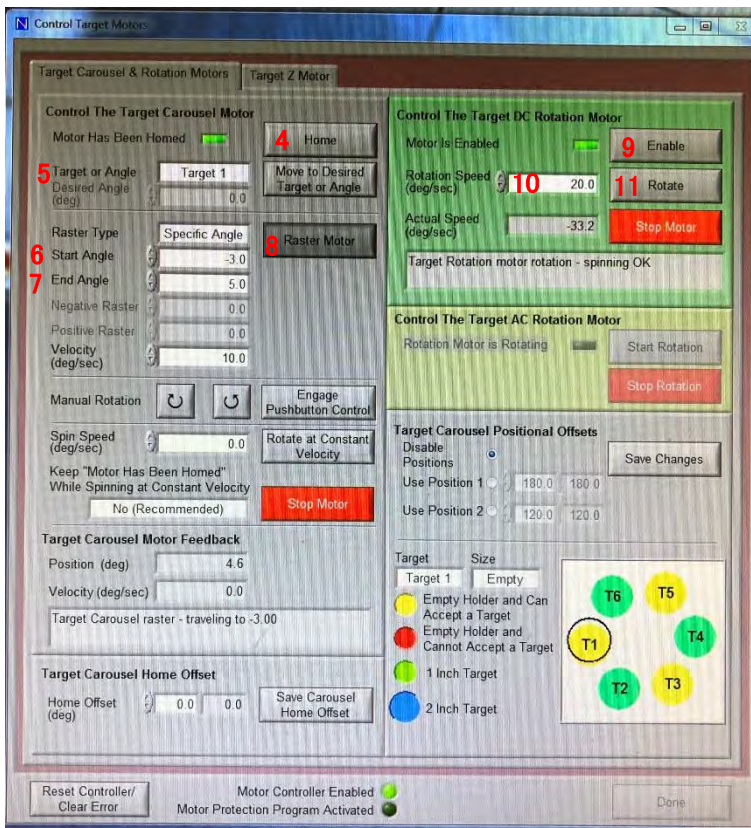 Control Target Motors
Target Carousel & Rotation Motors
Target Z Motor
Control The Target Carousel Motor
Motor Has Been Homed
4 Home
5 Target or Angle
Target 1
Move to Desired
Target or Angle
Desired Angle
(deg)
0.0
Raster Type
Specific Angle
8 Raster Motor
6 Start Angle
-3.0
7 End Angle
5.0
Negative Raster
0.0
Positive Raster
0.0
Velocity
(deg/sec)
10.0
Manual Rotation
Engage
Pushbutton Control
Spin Speed
(deg/sec)
0.0
Rotate at Constant
Velocity
Keep "Motor Has Been Homed"
While Spinning at Constant Velocity
No (Recommended)
Stop Motor
Target Carousel Motor Feedback
Position (deg)
4.6
Velocity (deg/sec)
0.0
Target Carousel raster - traveling to -3.00
Target Carousel Home Offset
Home Offset
(deg)
0.0 0.0
Save Carousel
Home Offset
Control The Target DC Rotation Motor
Motor Is Enabled
9 Enable
Rotation Speed
(deg/sec)
10 20.0
11 Rotate
Actual Speed
(deg/sec)
-33.2
Stop Motor
Target Rotation motor rotation - spinning OK
Control The Target AC Rotation Motor
Rotation Motor is Rotating
Start Rotation
Stop Rotation
Target Carousel Positional Offsets
Disable
Positions
Save Changes
Use Position 1
180.0 180.0
Use Position 2
120.0 120.0
Target
Size
Target 1
Empty
Empty Holder and Can
Accept a Target
Empty Holder and
Cannot Accept a Target
1 Inch Target
2 Inch Target
T6
T5
T1
T4
T2
T3
Reset Controller/
Clear Error
Motor Controller Enabled
Motor Protection Program Activated
Done